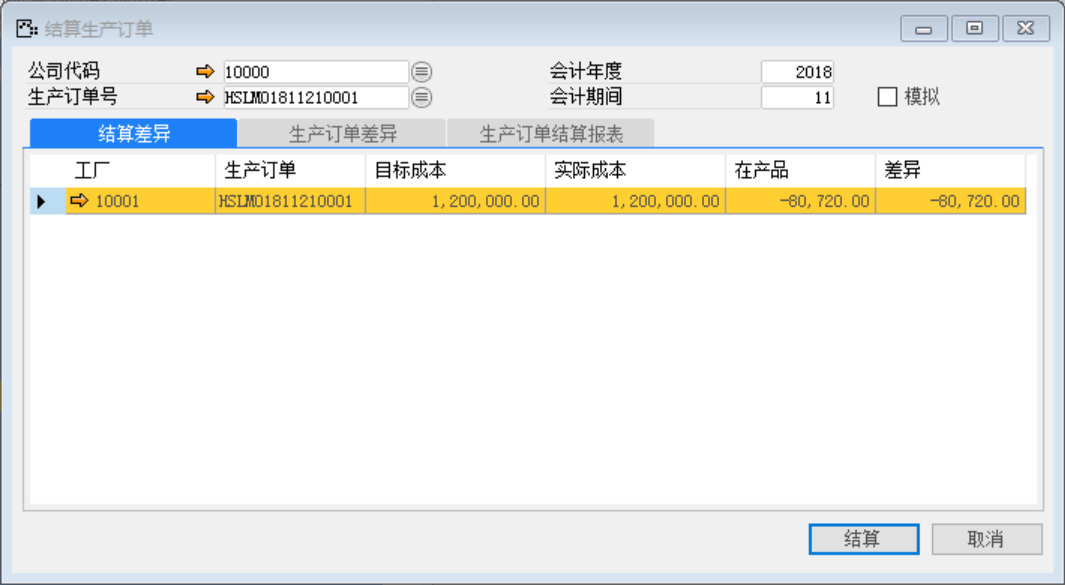 结算生产订单
公司代码 10000 会计年度 2018
生产订单号 HSLM01811210001 会计期间 11 模拟
结算差异 生产订单差异 生产订单结算报表
工厂 生产订单 目标成本 实际成本 在产品 差异
10001 HSLM01811210001 1,200,000.00 1,200,000.00 -80,720.00 -80,720.00
结算 取消